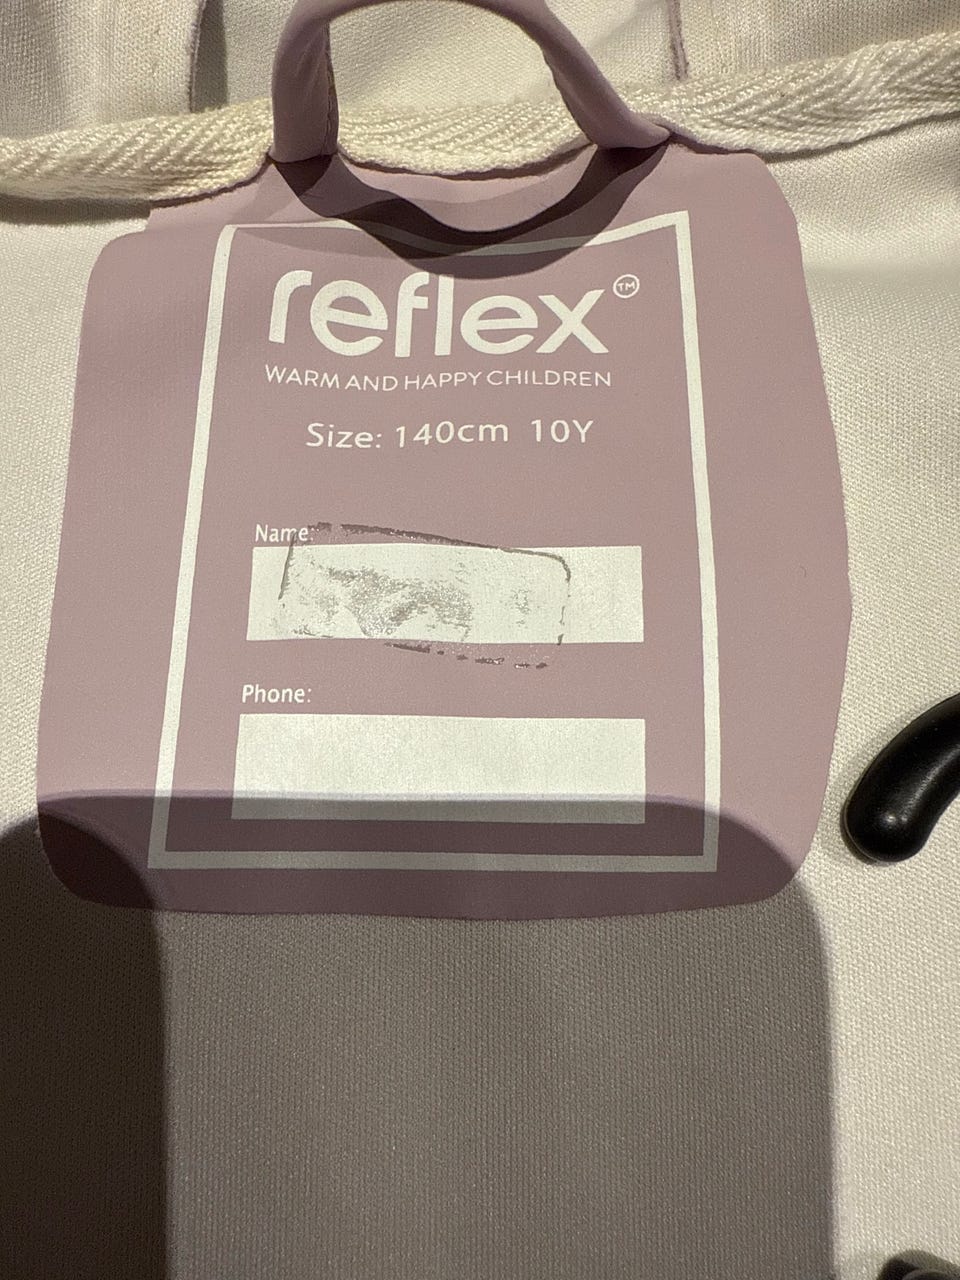 reflex™
WARM AND HAPPY CHILDREN
Size: 140cm 10Y
Name:
Phone: